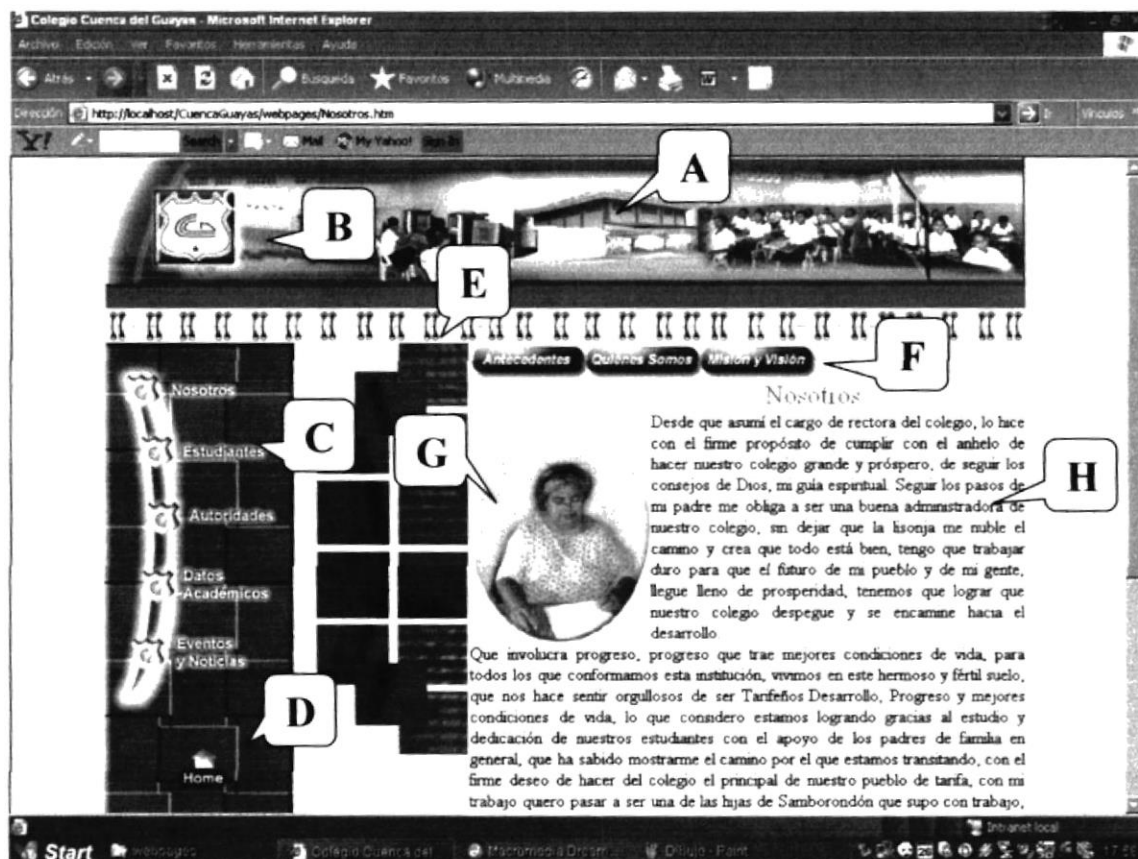 Colegio Cuenca del Guayas - Microsoft Internet Explorer
Archivo Edición Ver Favoritos Herramientas Ayuda
Atrás Búsqueda Favoritos Multimedia
Dirección http://localhost/CuencaGuayas/webpages/Nosotros.htm Ir Vínculos
Y! Search Mail My Yahoo! Sign In
A
B
E
Antecedentes Quiénes Somos Misión y Visión
F
Nosotros
Nosotros
Estudiantes
C
Autoridades
Datos
Académicos
Eventos
y Noticias
D
Home
G
H
Desde que asumí el cargo de rectora del colegio, lo hice
con el firme propósito de cumplir con el anhelo de
hacer nuestro colegio grande y próspero, de seguir los
consejos de Dios, mi guía espiritual. Seguir los pasos de
mi padre me obliga a ser una buena administradora de
nuestro colegio, sin dejar que la lisonja me nuble el
camino y crea que todo está bien, tengo que trabajar
duro para que el futuro de mi pueblo y de mi gente,
llegue lleno de prosperidad, tenemos que lograr que
nuestro colegio despegue y se encamine hacia el
desarrollo
Que involucra progreso, progreso que trae mejores condiciones de vida, para
todos los que conformamos esta institución, vivimos en este hermoso y fértil suelo,
que nos hace sentir orgullosos de ser Tarifeños Desarrollo, Progreso y mejores
condiciones de vida, lo que considero estamos logrando gracias al estudio y
dedicación de nuestros estudiantes con el apoyo de los padres de familia en
general, que ha sabido mostrarme el camino por el que estamos transitando, con el
firme deseo de hacer del colegio el principal de nuestro pueblo de tarifa, con mi
trabajo quiero pasar a ser una de las hijas de Samborondón que supo con trabajo,
Intranet local
Start webpages Colegio Cuenca del Macromedia Dream... Dibujo - Paint